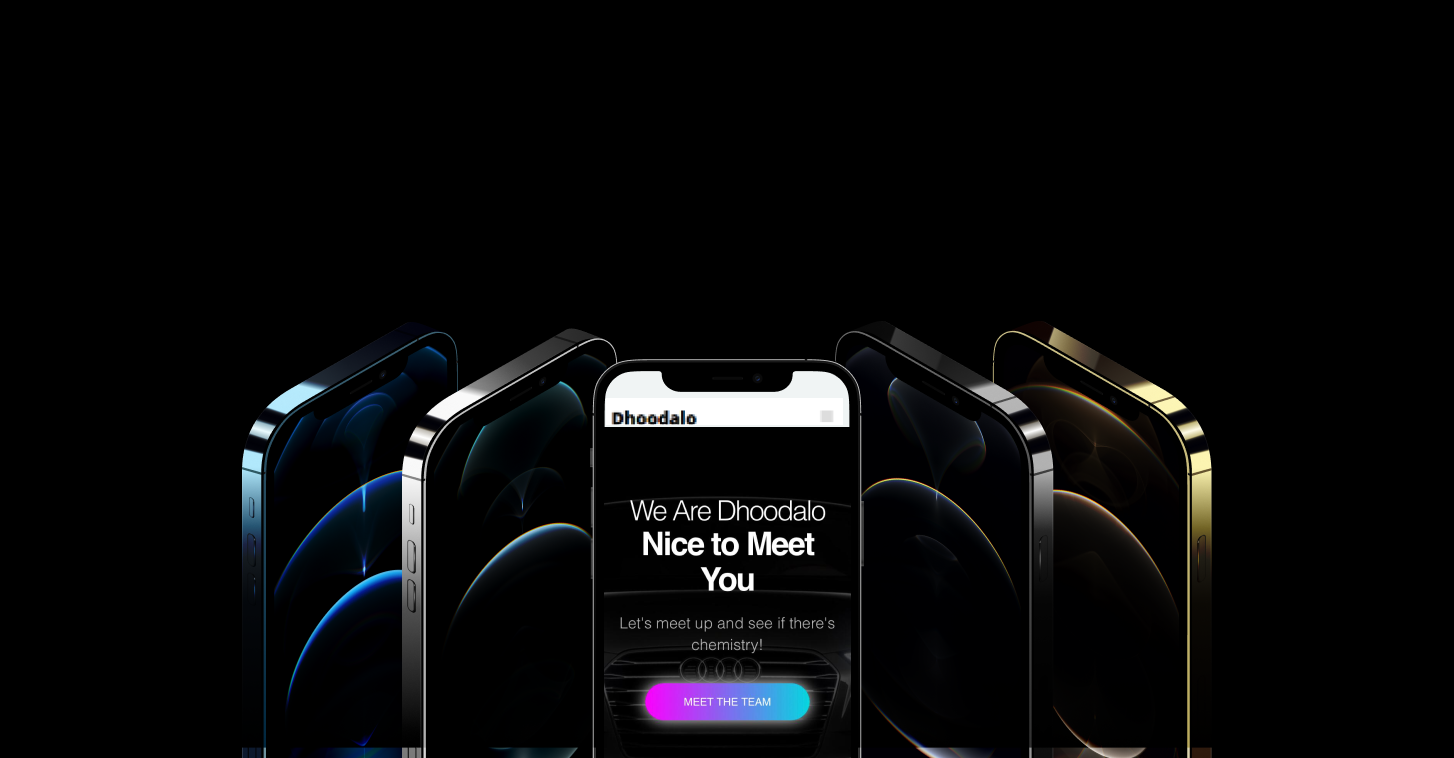 Dhoodalo
We Are Dhoodalo
Nice to Meet
You
Let's meet up and see if there's
chemistry!
MEET THE TEAM